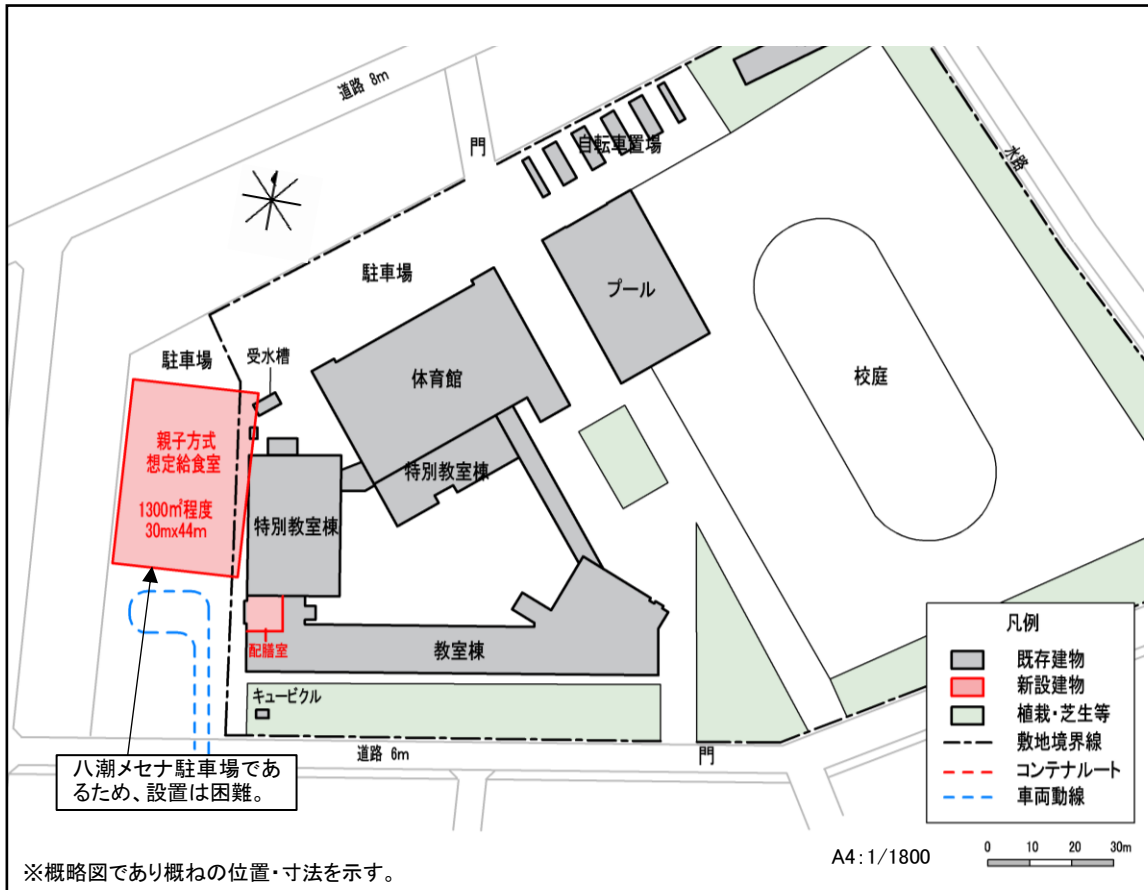 道路 8m
門
自転車置場
水路
駐車場
プール
駐車場
受水槽
体育館
校庭
親子方式
想定給食室
1300㎡程度
30mx44m
特別教室棟
特別教室棟
配膳室
教室棟
キュービクル
道路 6m
門
八潮メセナ駐車場であ
るため、設置は困難。
凡例
既存建物
新設建物
植栽・芝生等
敷地境界線
コンテナルート
車両動線
A4:1/1800
0 10 20 30m
※概略図であり概ねの位置・寸法を示す。